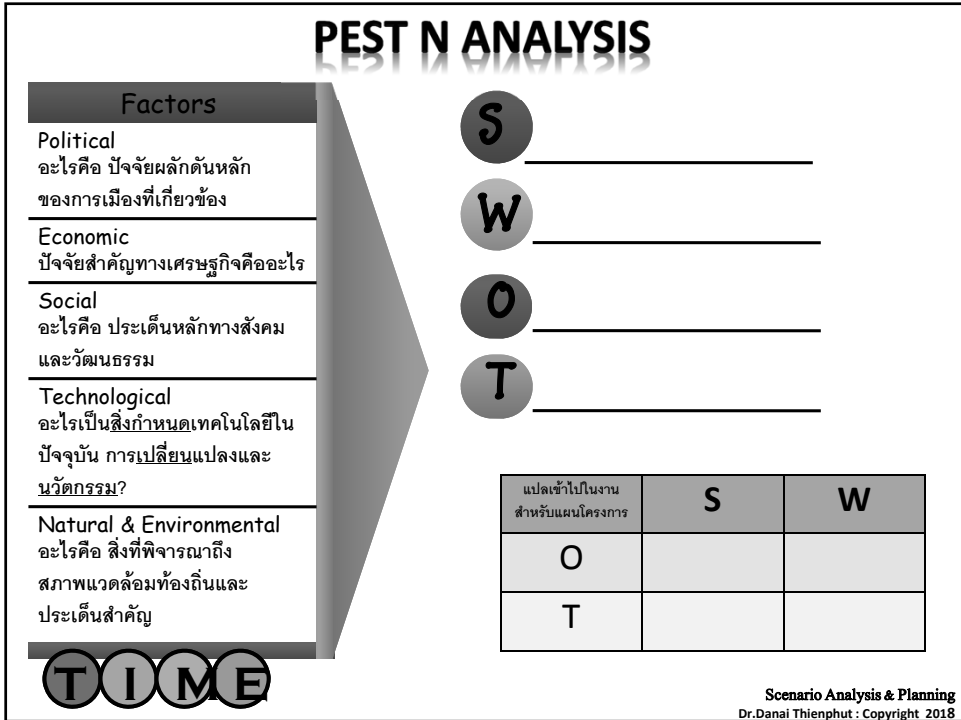 PEST N ANALYSIS
Factors
Political
อะไรคือ ปัจจัยผลักดันหลัก
ของการเมืองที่เกี่ยวข้อง
Economic
ปัจจัยสำคัญทางเศรษฐกิจคืออะไร
Social
อะไรคือ ประเด็นหลักทางสังคม
และวัฒนธรรม
Technological
อะไรเป็นสิ่งกำหนดเทคโนโลยีใน
ปัจจุบัน การเปลี่ยนแปลงและ
นวัตกรรม?
Natural & Environmental
อะไรคือ สิ่งที่พิจารณาถึง
สภาพแวดล้อมท้องถิ่นและ
ประเด็นสำคัญ
TIME
S
W
O
T
แปลเข้าไปในงาน
สำหรับแผนโครงการ
S
W
O
T
Scenario Analysis & Planning
Dr.Danai Thienphut : Copyright 2018